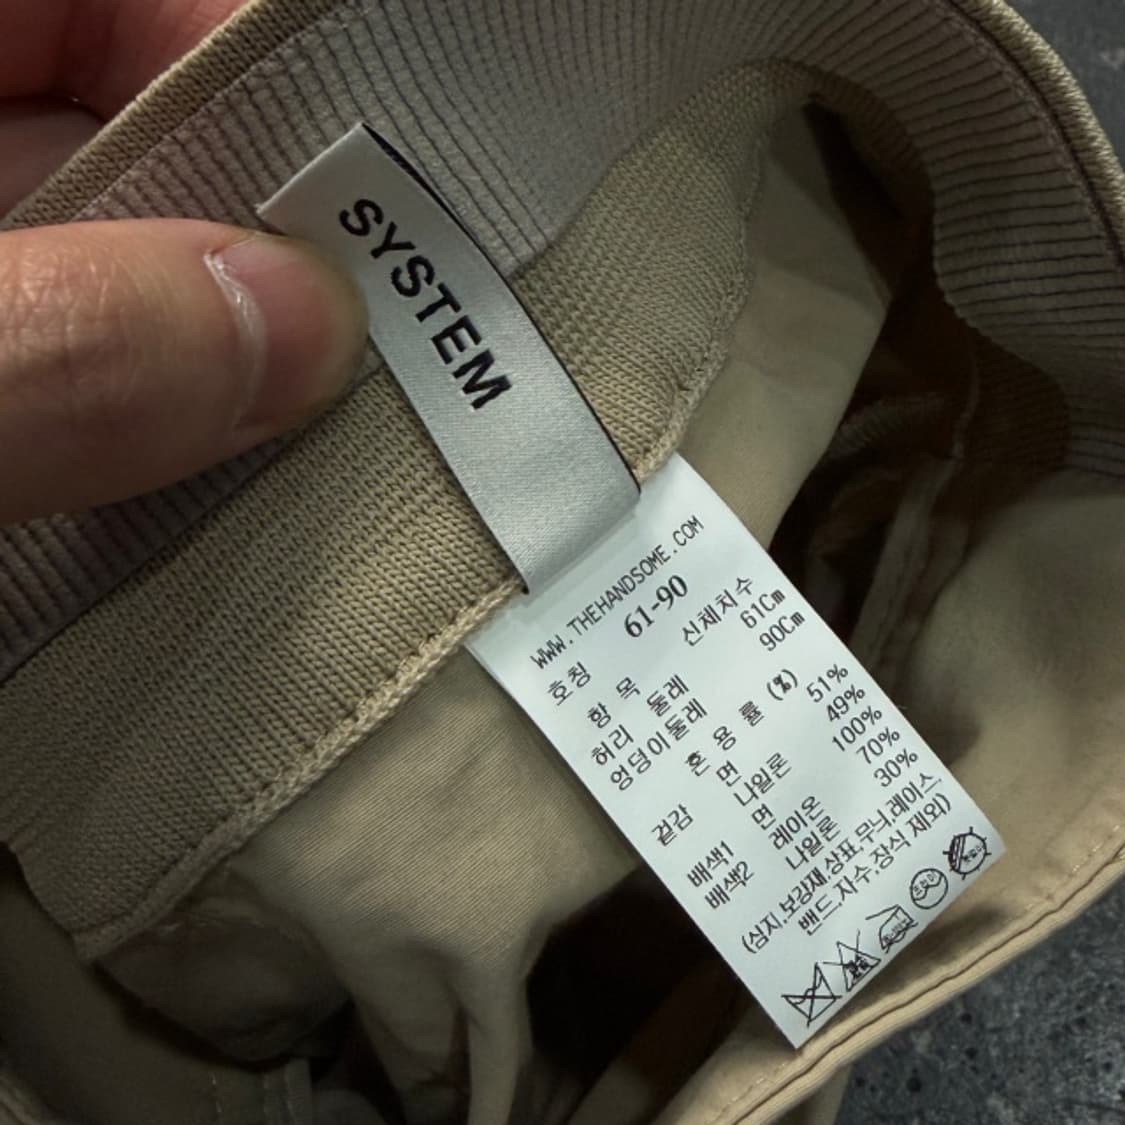 SYSTEM
WWW.THEHANDSOME.COM
호칭 61-90
항 목 신체치수
허리 둘레 61Cm
엉덩이둘레 90Cm
혼 용 률 (%)
겉감 면 51%
나일론 49%
배색1 면 100%
배색2 레이온 70%
나일론 30%
(심지,보강재,상표,무늬,레이스,
밴드,자수,장식 제외)